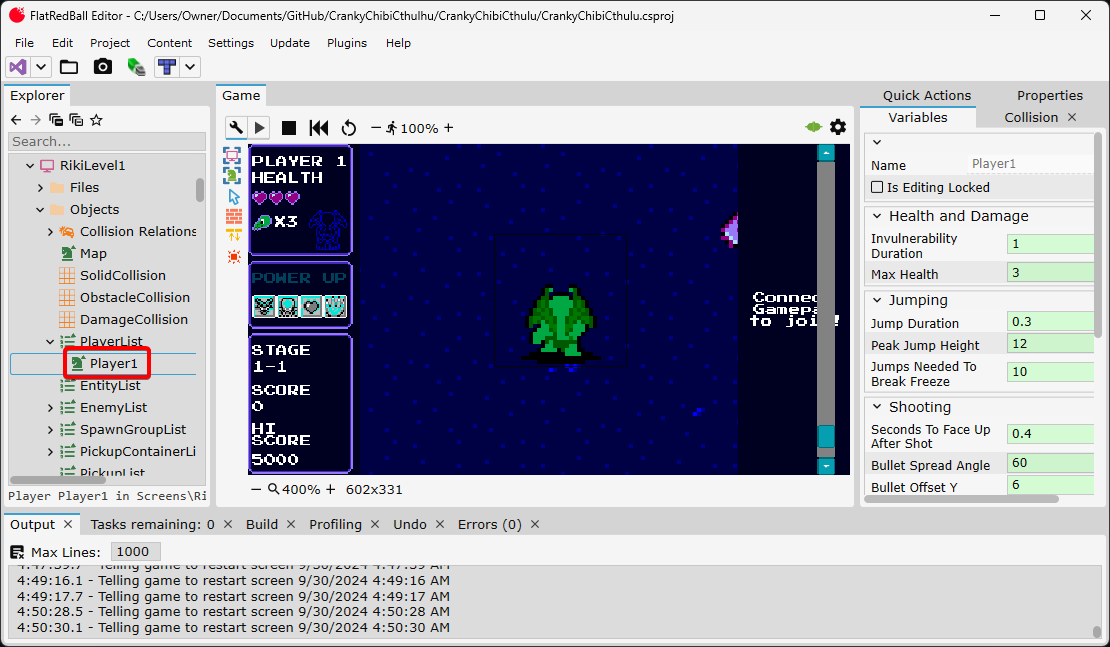 FlatRedBall Editor - C:/Users/Owner/Documents/GitHub/CrankyChibiCthulhu/CrankyChibiCthulu/CrankyChibiCthulu.csproj
File Edit Project Content Settings Update Plugins Help
Explorer
Search...
RikiLevel1
Files
Objects
Collision Relations
Map
SolidCollision
ObstacleCollision
DamageCollision
PlayerList
Player1
EntityList
EnemyList
SpawnGroupList
PickupContainerLi
PickupList
Player Player1 in Screens\Ri
Game
100%
PLAYER 1
HEALTH
X3
POWER UP
STAGE
1-1
SCORE
0
HI
SCORE
5000
Connec
Gamepa
to joi!
400% 602x331
Quick Actions Properties
Variables Collision
Name Player1
Is Editing Locked
Health and Damage
Invulnerability
Duration
1
Max Health 3
Jumping
Jump Duration 0.3
Peak Jump Height 12
Jumps Needed To
Break Freeze
10
Shooting
Seconds To Face Up
After Shot
0.4
Bullet Spread Angle 60
Bullet Offset Y 6
Output Tasks remaining: 0 Build Profiling Undo Errors (0)
Max Lines: 1000
4:47:39.7 - Telling game to restart screen 9/30/2024 4:47:39 AM
4:49:16.1 - Telling game to restart screen 9/30/2024 4:49:16 AM
4:49:17.7 - Telling game to restart screen 9/30/2024 4:49:17 AM
4:50:28.5 - Telling game to restart screen 9/30/2024 4:50:28 AM
4:50:30.1 - Telling game to restart screen 9/30/2024 4:50:30 AM